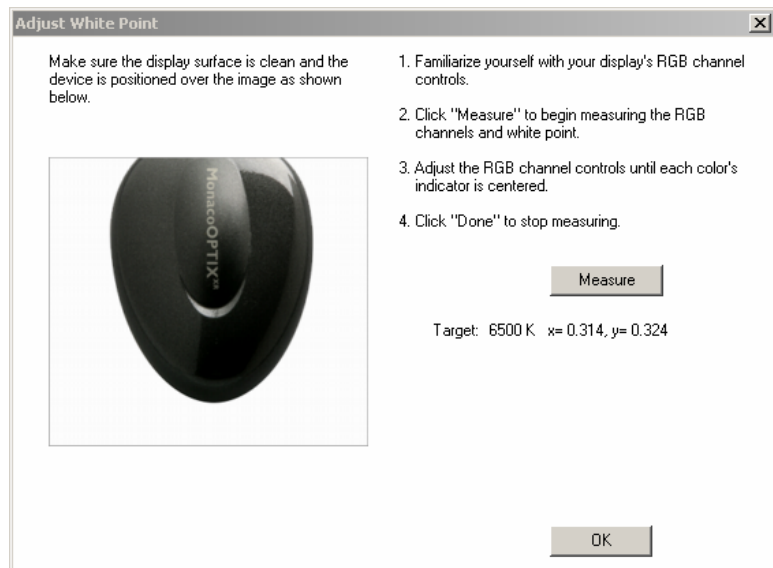 Adjust White Point
Make sure the display surface is clean and the
device is positioned over the image as shown
below.
MonacoOPTIX XR
1. Familiarize yourself with your display's RGB channel
controls.
2. Click "Measure" to begin measuring the RGB
channels and white point.
3. Adjust the RGB channel controls until each color's
indicator is centered.
4. Click "Done" to stop measuring.
Measure
Target: 6500 K x= 0.314, y= 0.324
OK